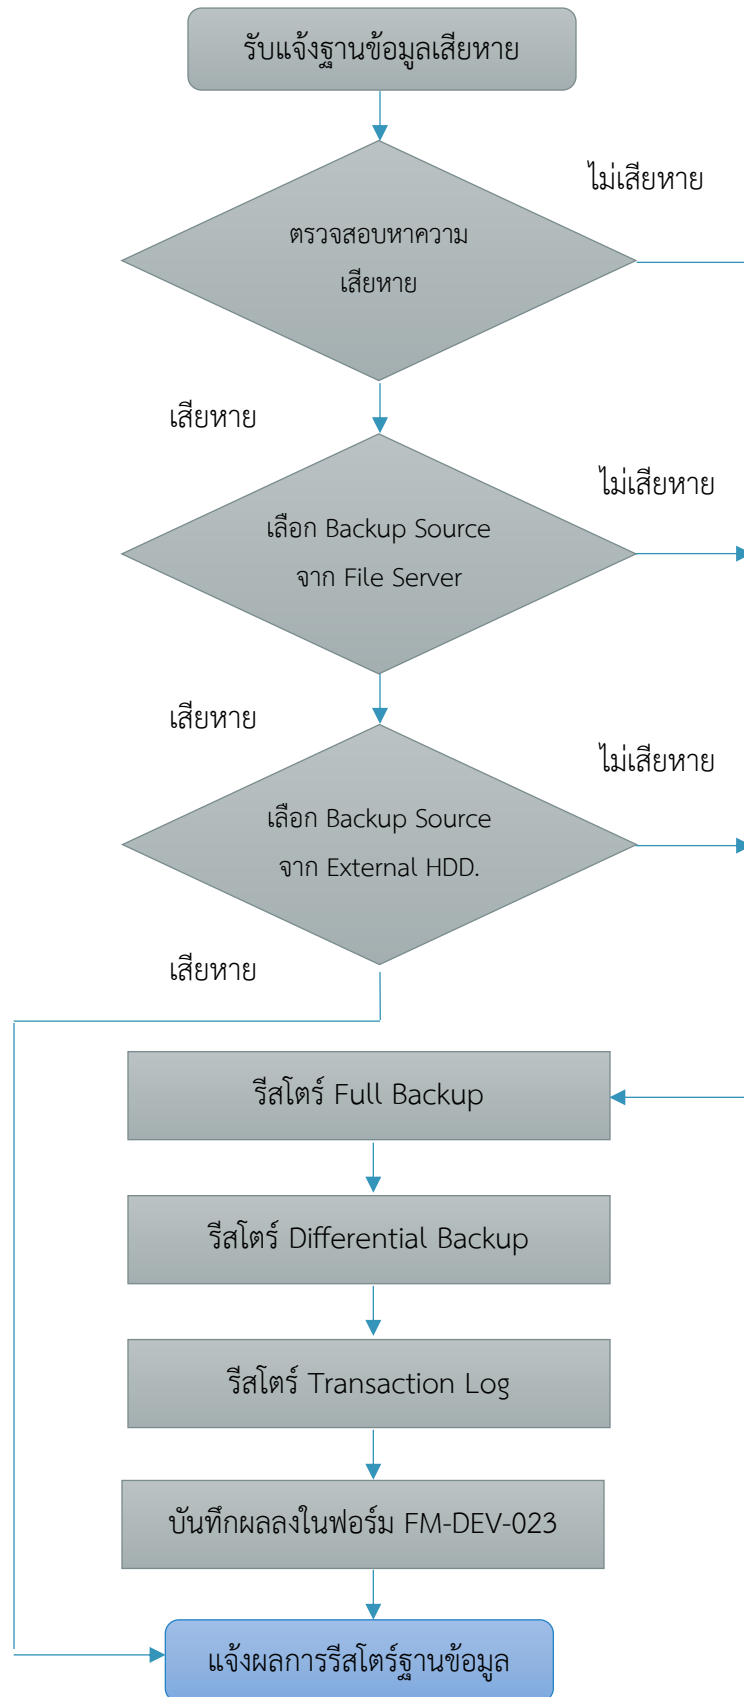 รับแจ้งฐานข้อมูลเสียหาย
ไม่เสียหาย
ตรวจสอบหาความ
เสียหาย
เสียหาย
ไม่เสียหาย
เลือก Backup Source
จาก File Server
เสียหาย
ไม่เสียหาย
เลือก Backup Source
จาก External HDD.
เสียหาย
รีสโตร์ Full Backup
รีสโตร์ Differential Backup
รีสโตร์ Transaction Log
บันทึกผลลงในฟอร์ม FM-DEV-023
แจ้งผลการรีสโตร์ฐานข้อมูล